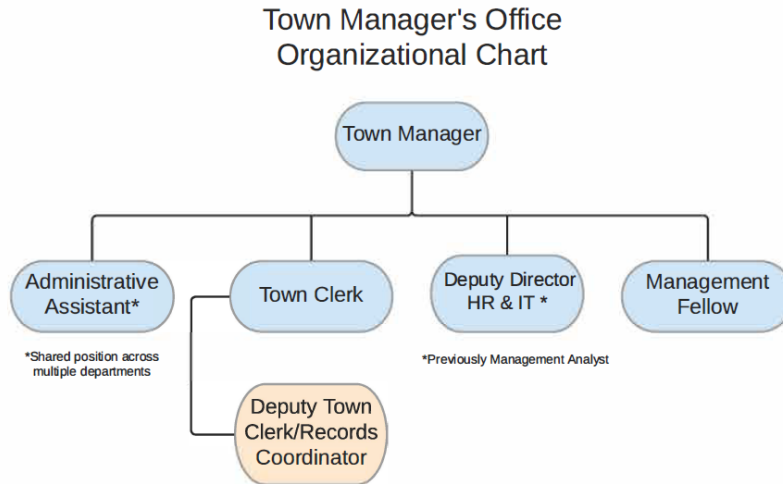 Town Manager's Office
Organizational Chart
Town Manager
Administrative
Assistant*
Town Clerk
Deputy Director
HR & IT *
Management
Fellow
*Shared position across
multiple departments
*Previously Management Analyst
Deputy Town
Clerk/Records
Coordinator